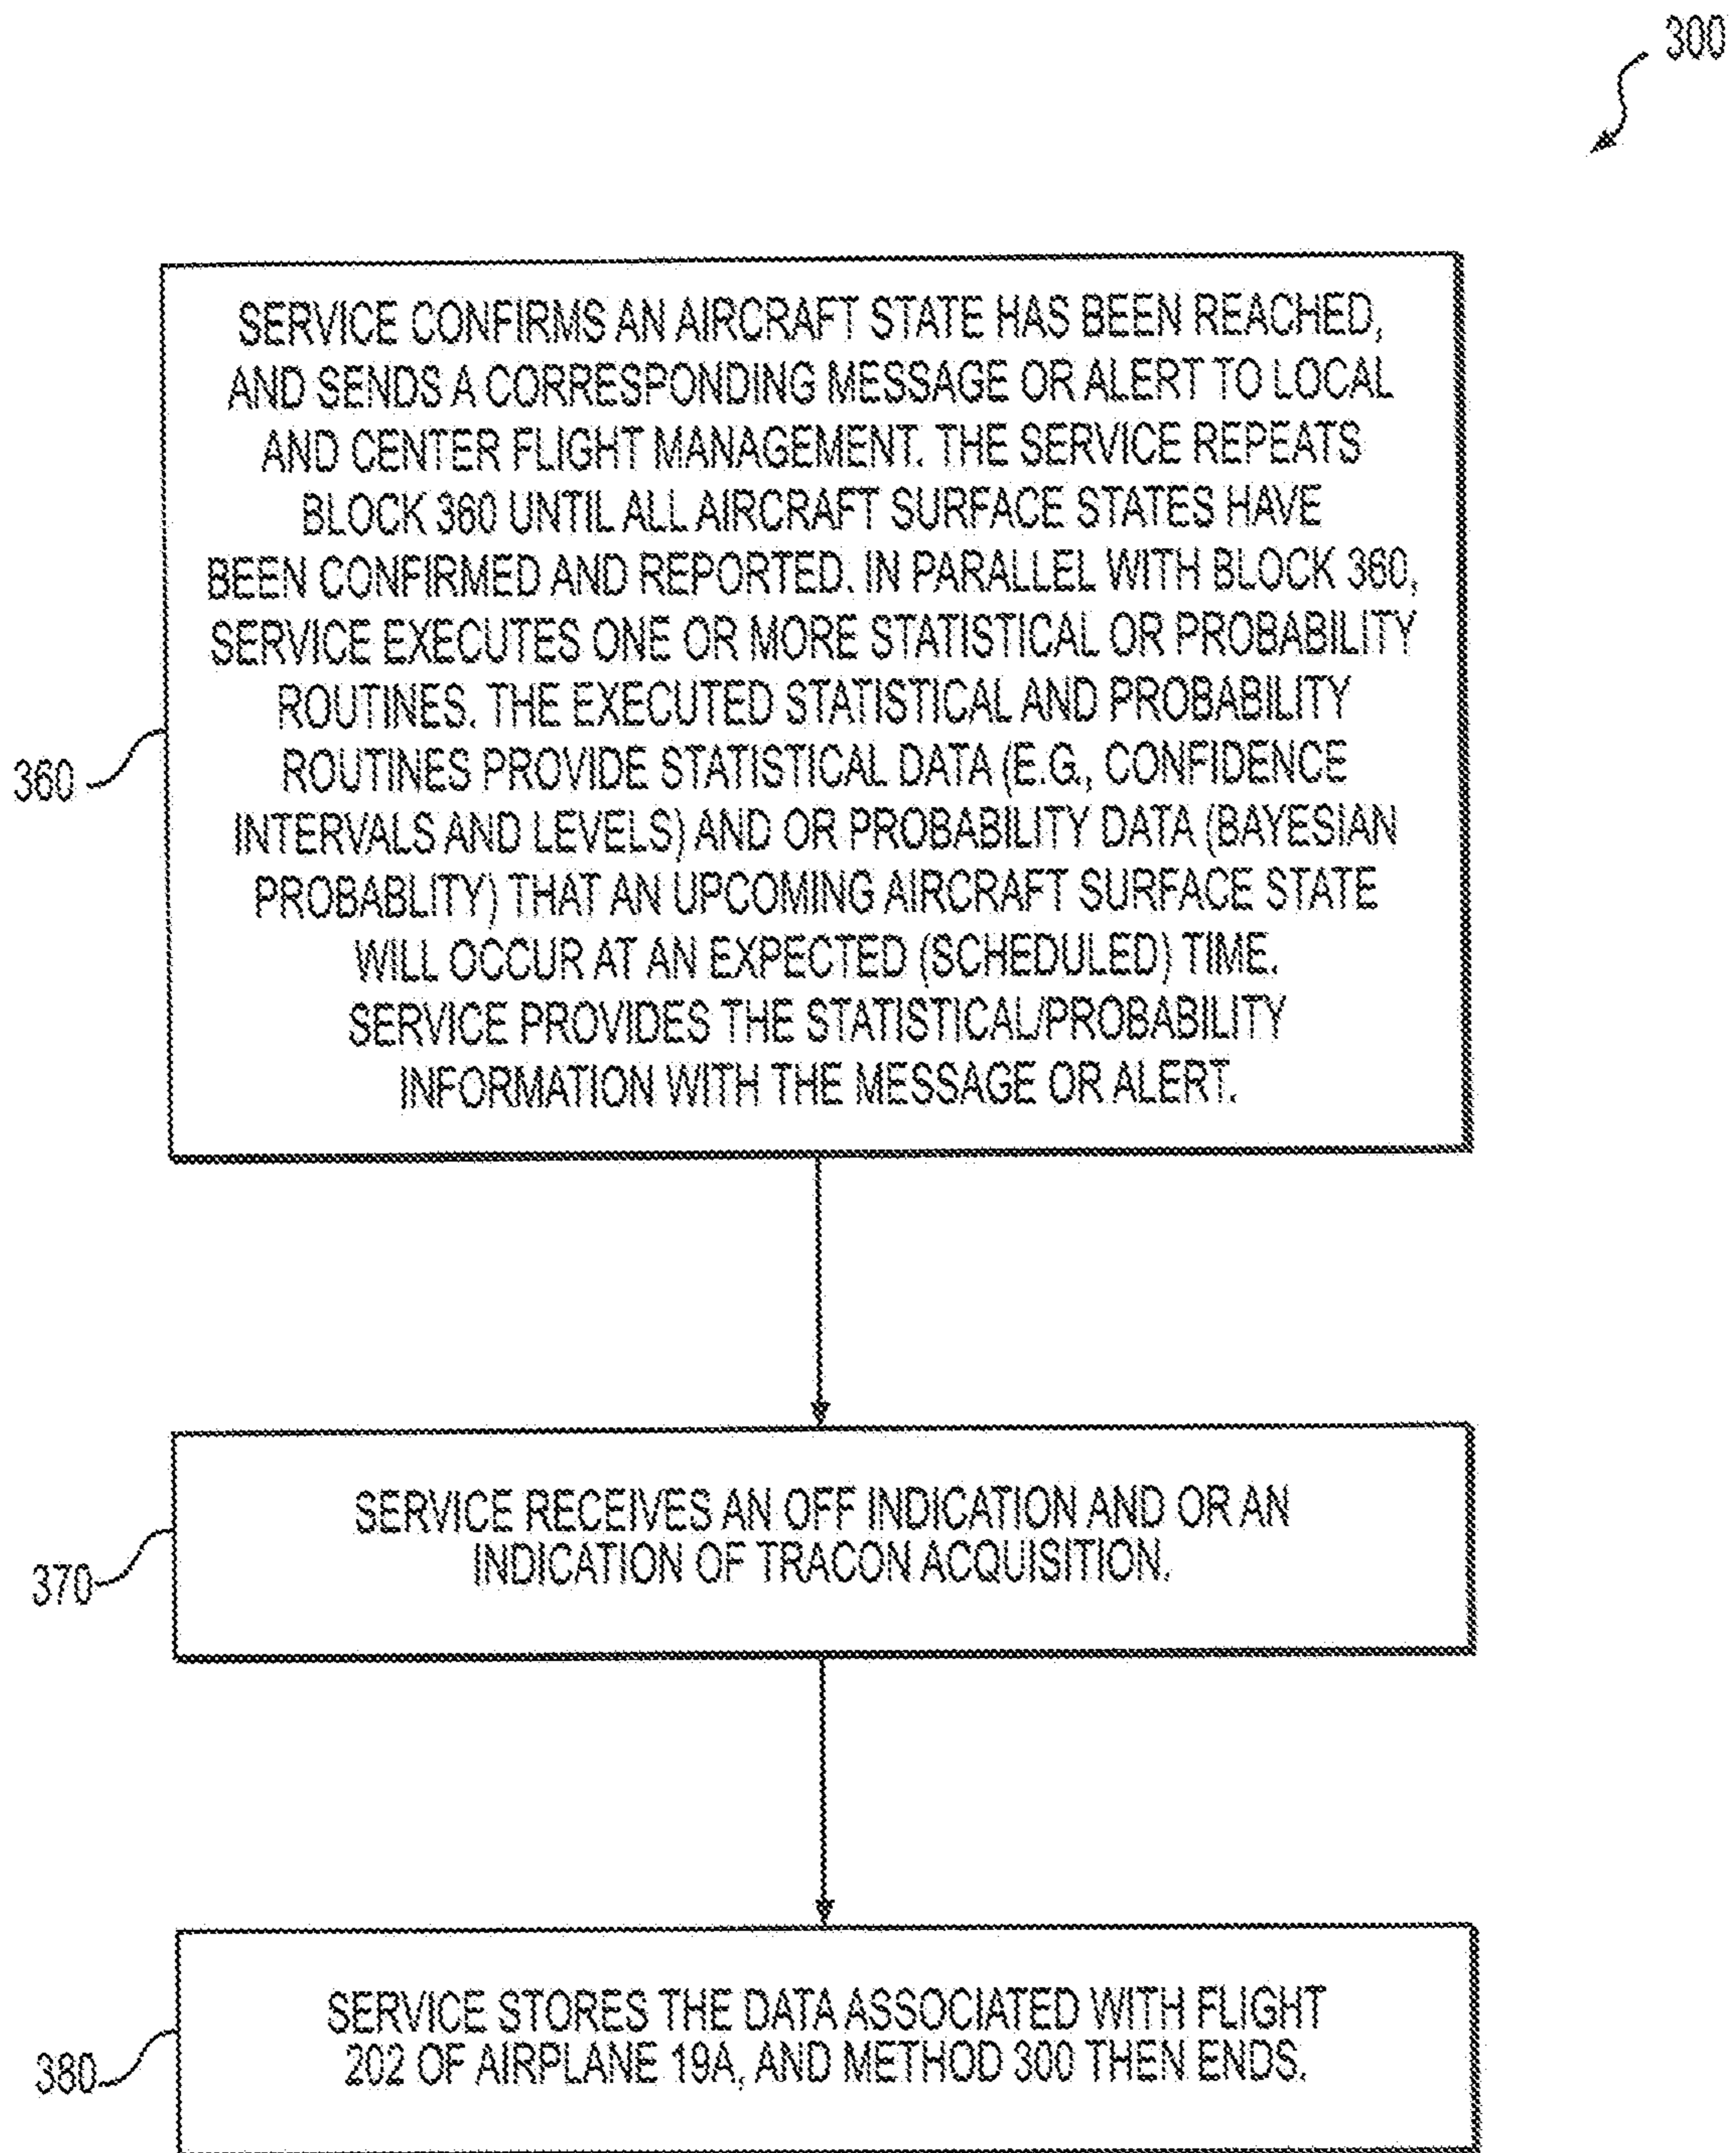 300
SERVICE CONFIRMS AN AIRCRAFT STATE HAS BEEN REACHED,
AND SENDS A CORRESPONDING MESSAGE OR ALERT TO LOCAL
AND CENTER FLIGHT MANAGEMENT. THE SERVICE REPEATS
BLOCK 360 UNTIL ALL AIRCRAFT SURFACE STATES HAVE
BEEN CONFIRMED AND REPORTED. IN PARALLEL WITH BLOCK 360,
SERVICE EXECUTES ONE OR MORE STATISTICAL OR PROBABILITY
ROUTINES. THE EXECUTED STATISTICAL AND PROBABILITY
ROUTINES PROVIDE STATISTICAL DATA (E.G., CONFIDENCE
INTERVALS AND LEVELS) AND OR PROBABILITY DATA (BAYESIAN
PROBABLITY) THAT AN UPCOMING AIRCRAFT SURFACE STATE
WILL OCCUR AT AN EXPECTED (SCHEDULED) TIME.
SERVICE PROVIDES THE STATISTICAL/PROBABILITY
INFORMATION WITH THE MESSAGE OR ALERT.
360
SERVICE RECEIVES AN OFF INDICATION AND OR AN
INDICATION OF TRACON ACQUISITION.
370
SERVICE STORES THE DATA ASSOCIATED WITH FLIGHT
202 OF AIRPLANE 19A, AND METHOD 300 THEN ENDS.
380